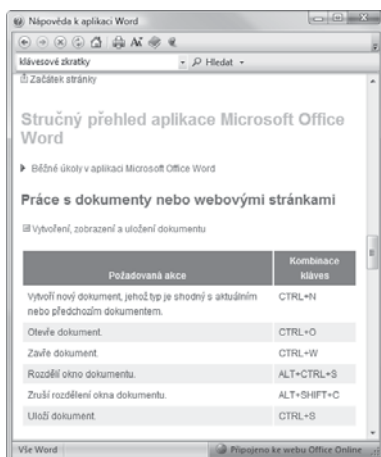 Nápověda k aplikaci Word
klávesové zkratky
Hledat
Začátek stránky
Stručný přehled aplikace Microsoft Office
Word
Běžné úkoly v aplikaci Microsoft Office Word
Práce s dokumenty nebo webovými stránkami
Vytvoření, zobrazení a uložení dokumentu
Požadovaná akce
Kombinace
kláves
Vytvoří nový dokument, jehož typ je shodný s aktuálním
nebo předchozím dokumentem.
CTRL+N
Otevře dokument. CTRL+O
Zavře dokument. CTRL+W
Rozdělí okno dokumentu. ALT+CTRL+S
Zruší rozdělení okna dokumentu. ALT+SHIFT+C
Uloží dokument. CTRL+S
Vše Word
Připojeno ke webu Office Online